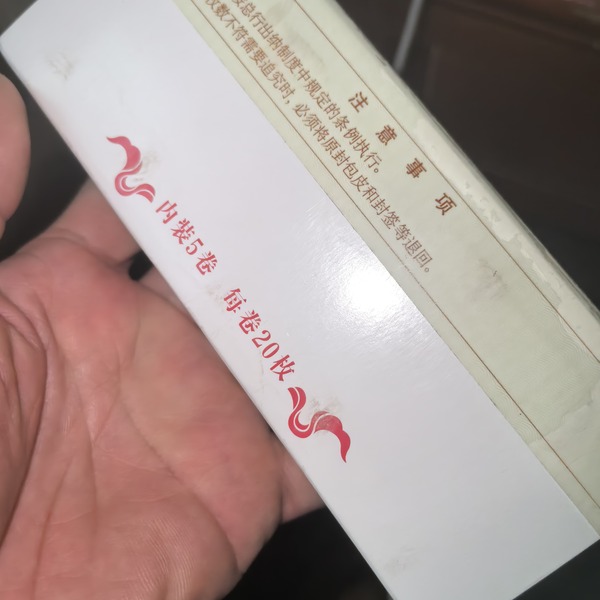 注意事项
总行出纳制度中规定的条例执行。
枚数不符需要追究时，必须将原封包皮和封签等退回。
内装5卷 每卷20枚